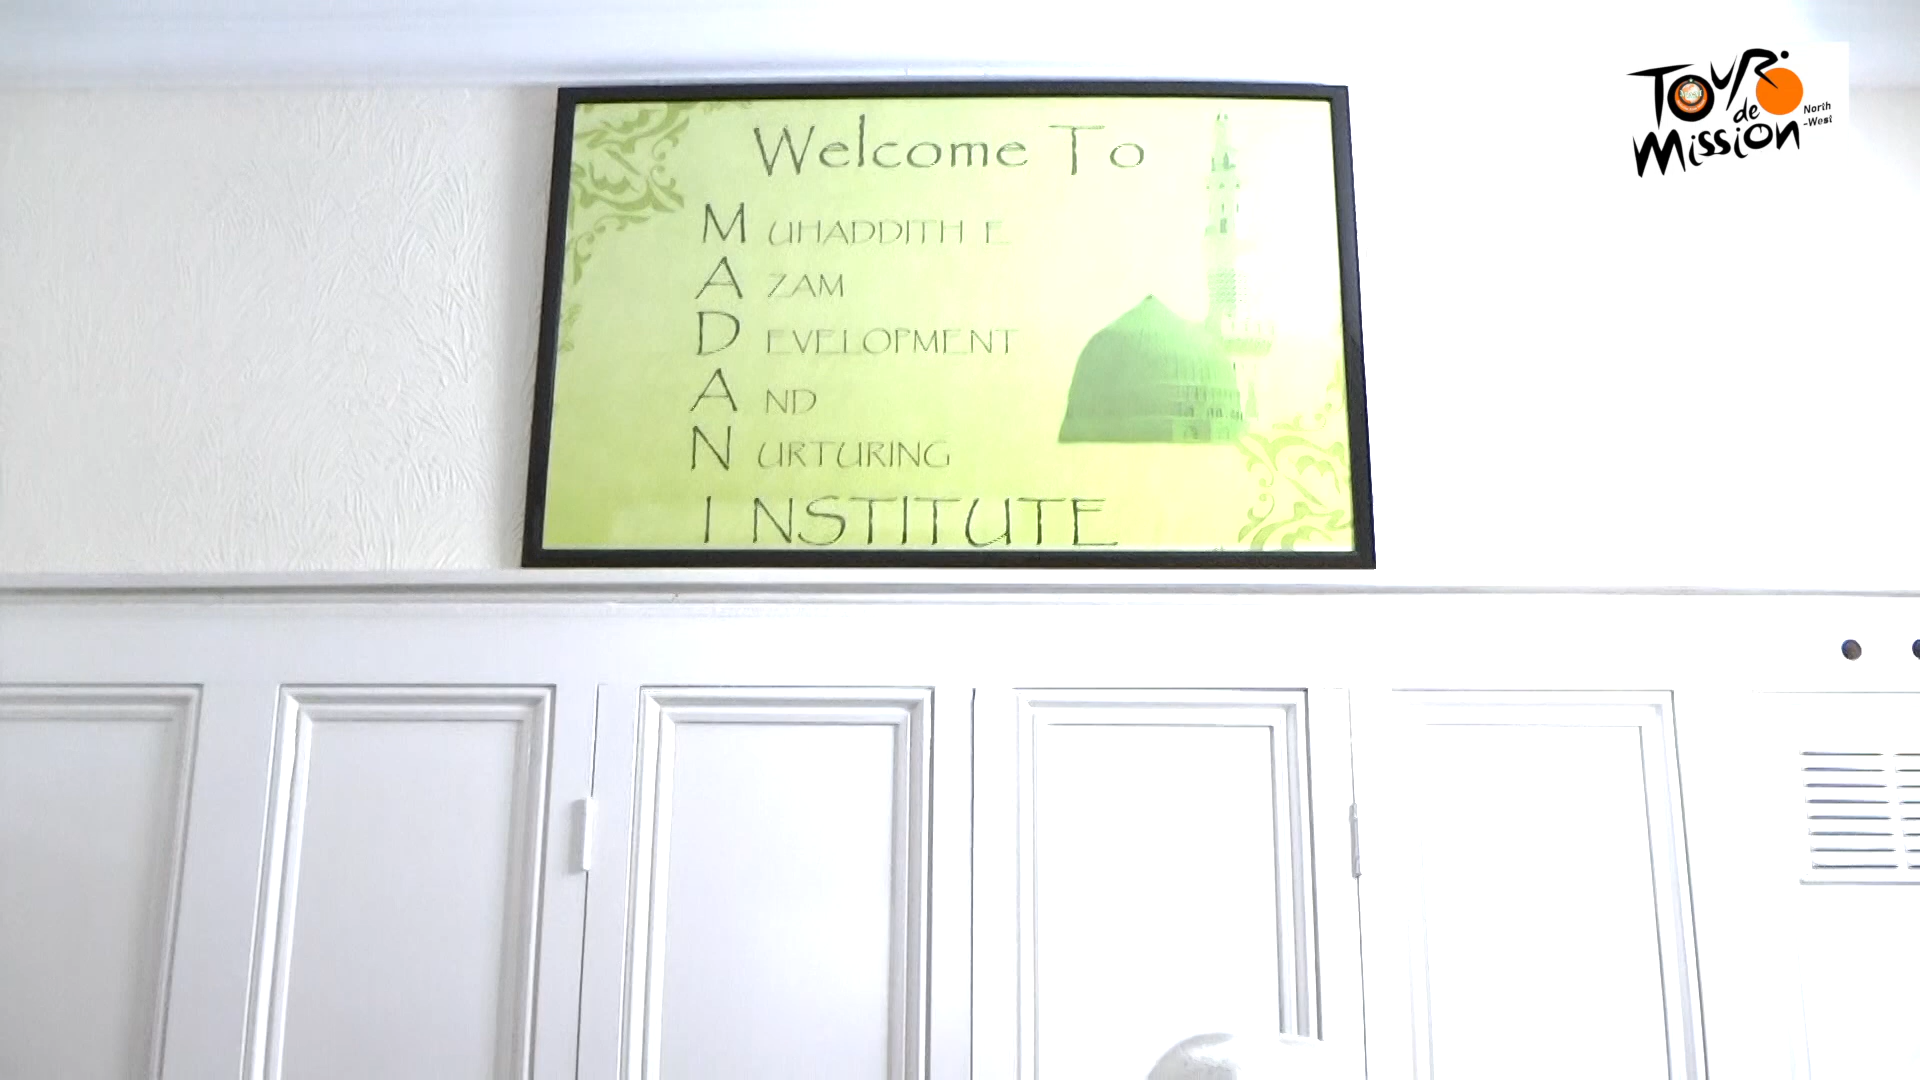 Welcome To
M UHADDITH E
A ZAM
D EVELOPMENT
A ND
N URTURING
I NSTITUTE
TOUR
de
North
-West
Mission